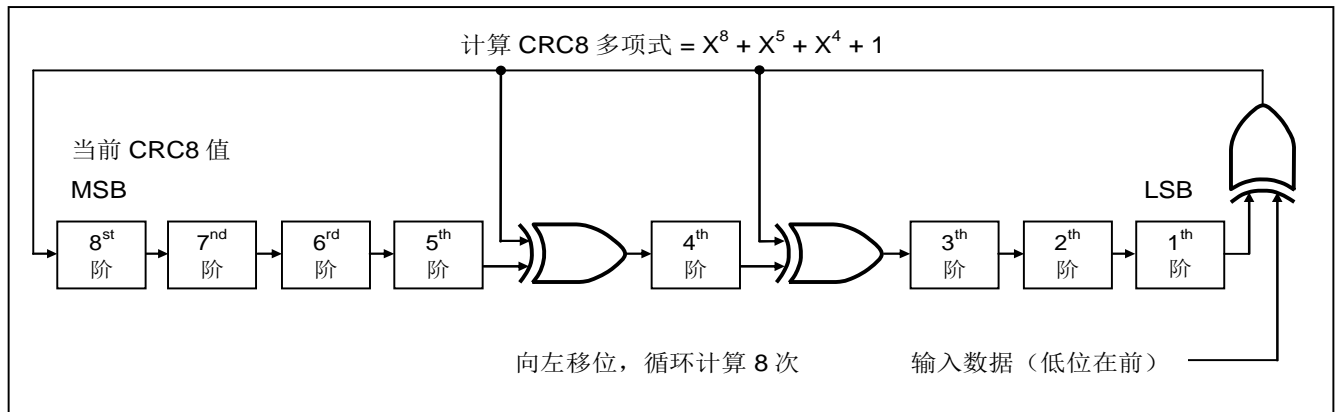 计算 CRC8 多项式 = X⁸ + X⁵ + X⁴ + 1
当前 CRC8 值
MSB
LSB
8ˢᵗ 阶
7ⁿᵈ 阶
6ʳᵈ 阶
5ᵗʰ 阶
4ᵗʰ 阶
3ᵗʰ 阶
2ᵗʰ 阶
1ᵗʰ 阶
向左移位，循环计算 8 次
输入数据（低位在前）